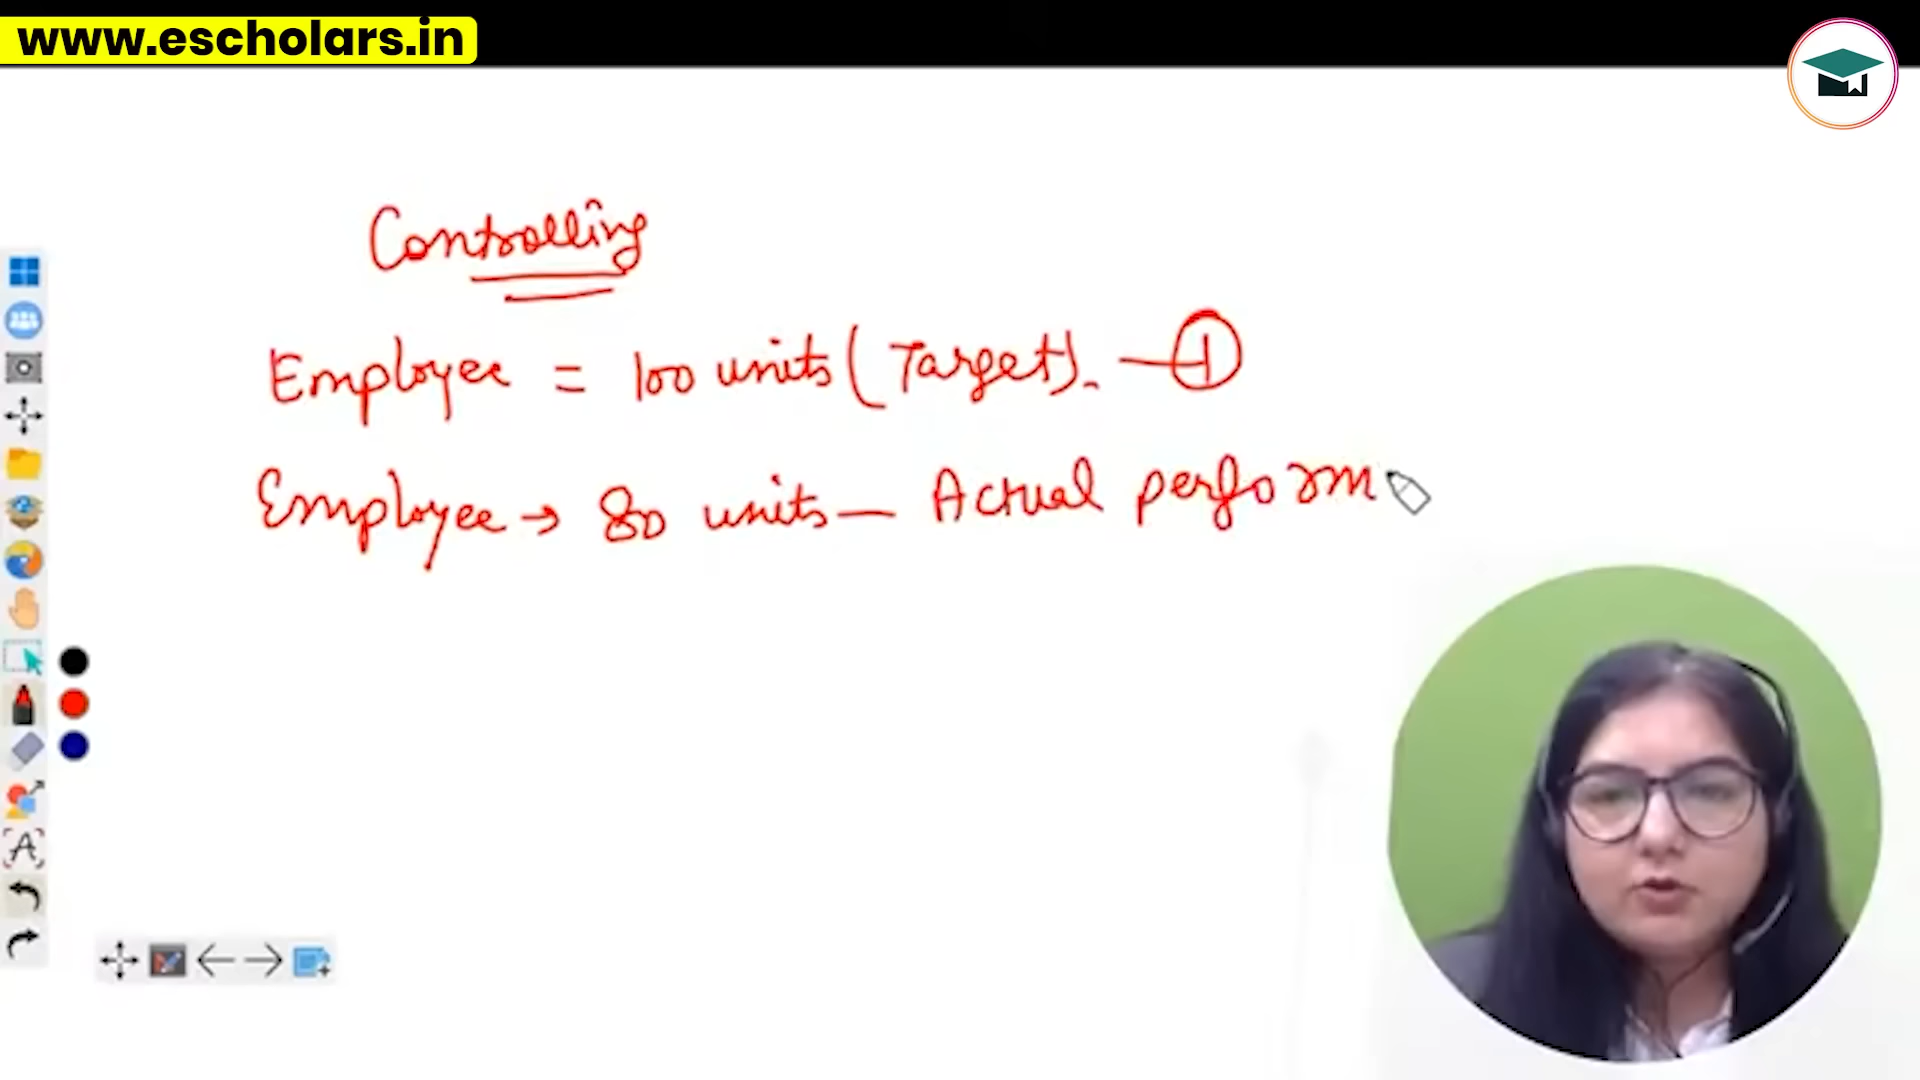 www.escholars.in
Controlling
Employee = 100 units (Target). — 1
Employee → 80 units — Actual perform